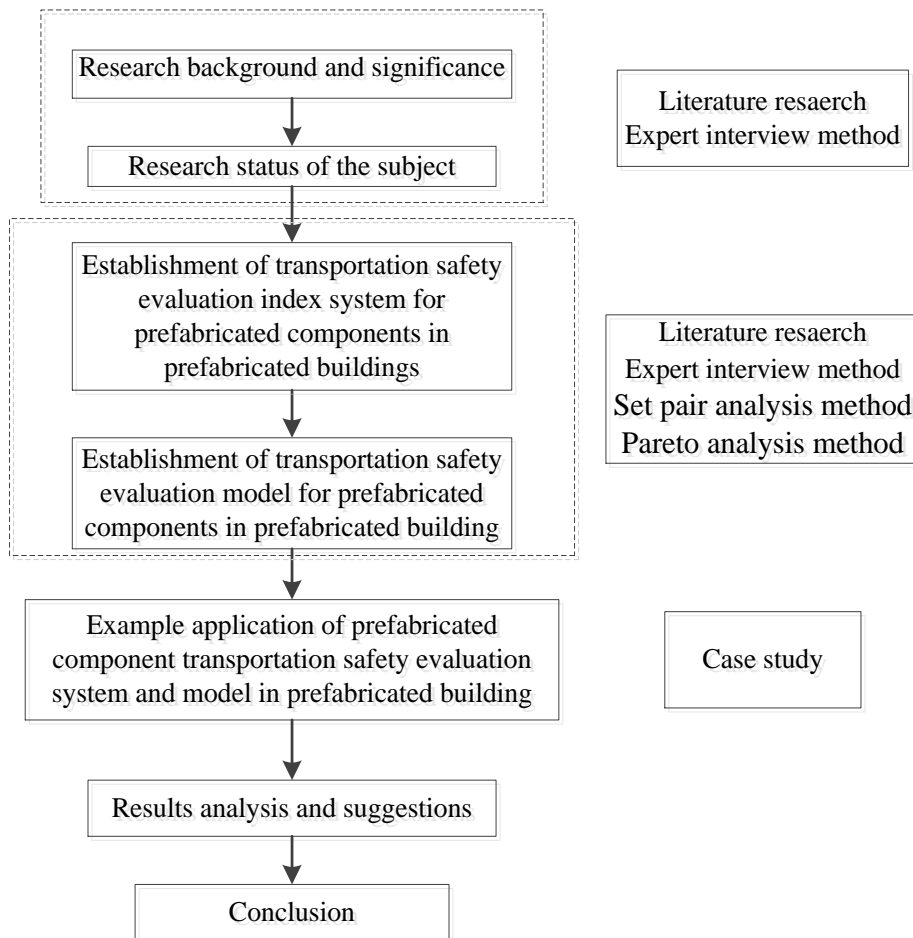 Research background and significance
Literature resaerch
Expert interview method
Research status of the subject
Establishment of transportation safety
evaluation index system for
prefabricated components in
prefabricated buildings
Literature resaerch
Expert interview method
Set pair analysis method
Pareto analysis method
Establishment of transportation safety
evaluation model for prefabricated
components in prefabricated building
Example application of prefabricated
component transportation safety evaluation
system and model in prefabricated building
Case study
Results analysis and suggestions
Conclusion